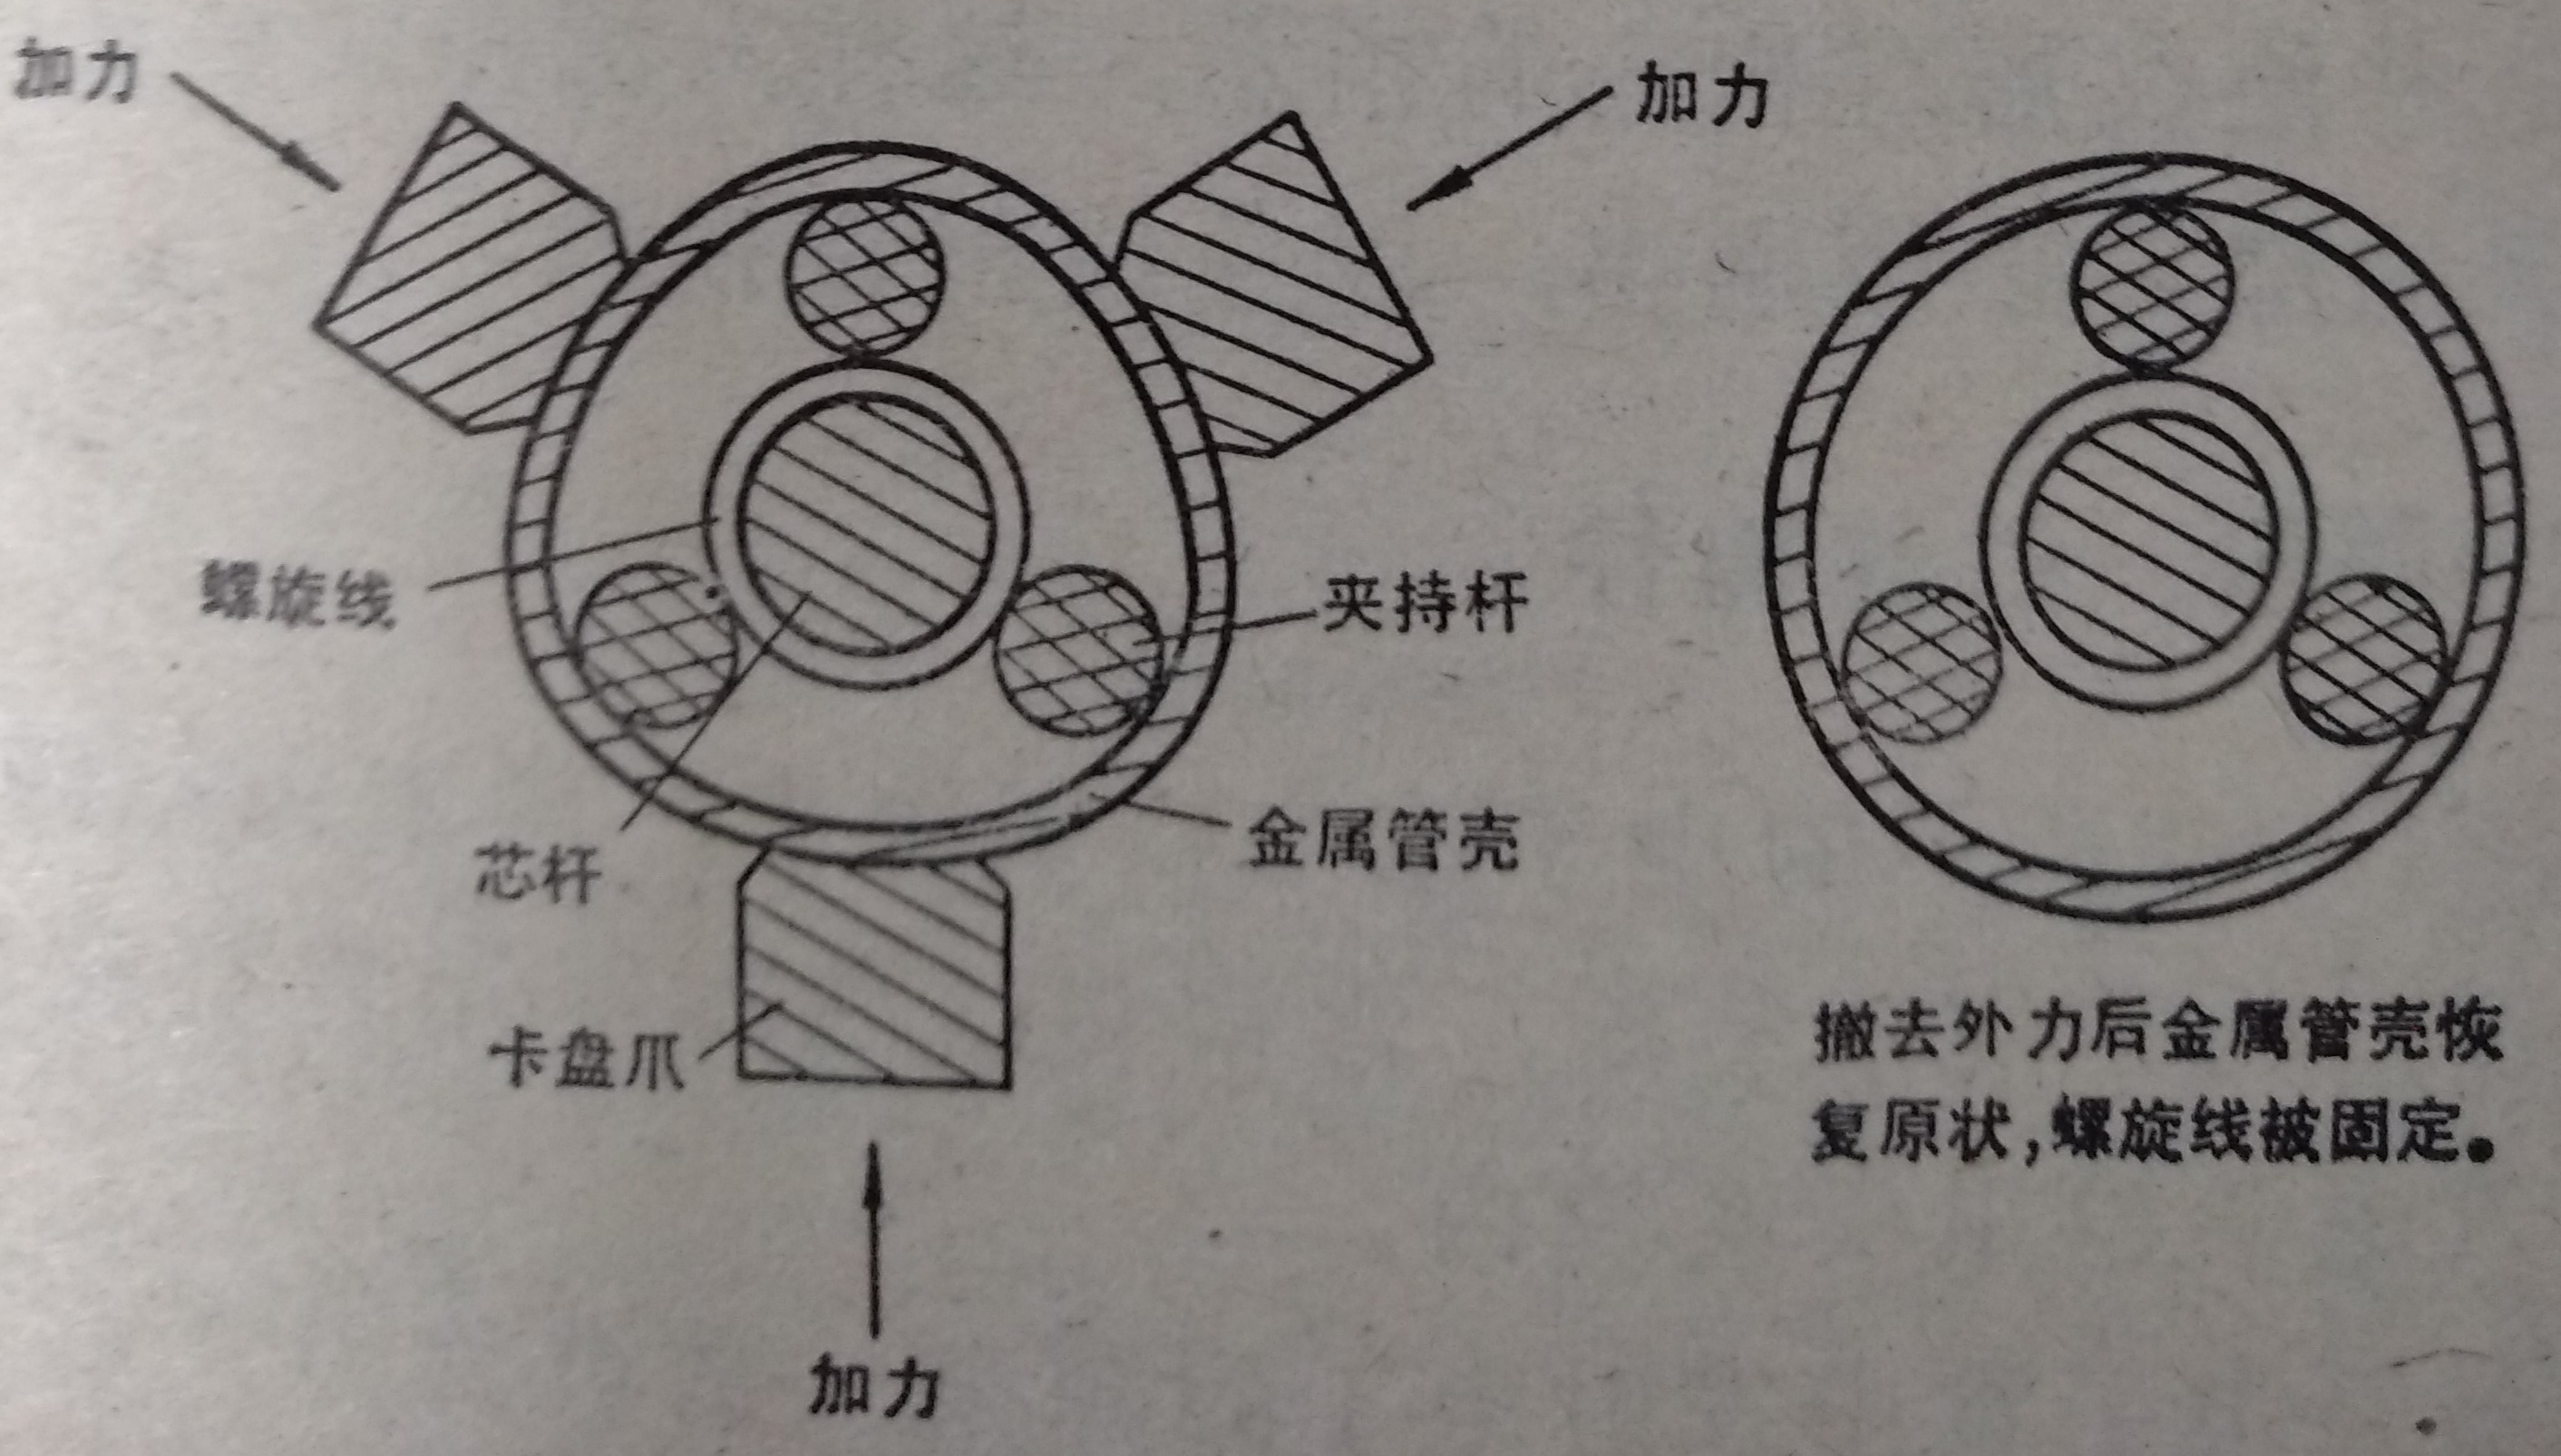 加力
加力
螺旋线
夹持杆
金属管壳
芯杆
卡盘爪
加力
撤去外力后金属管壳恢
复原状,螺旋线被固定。